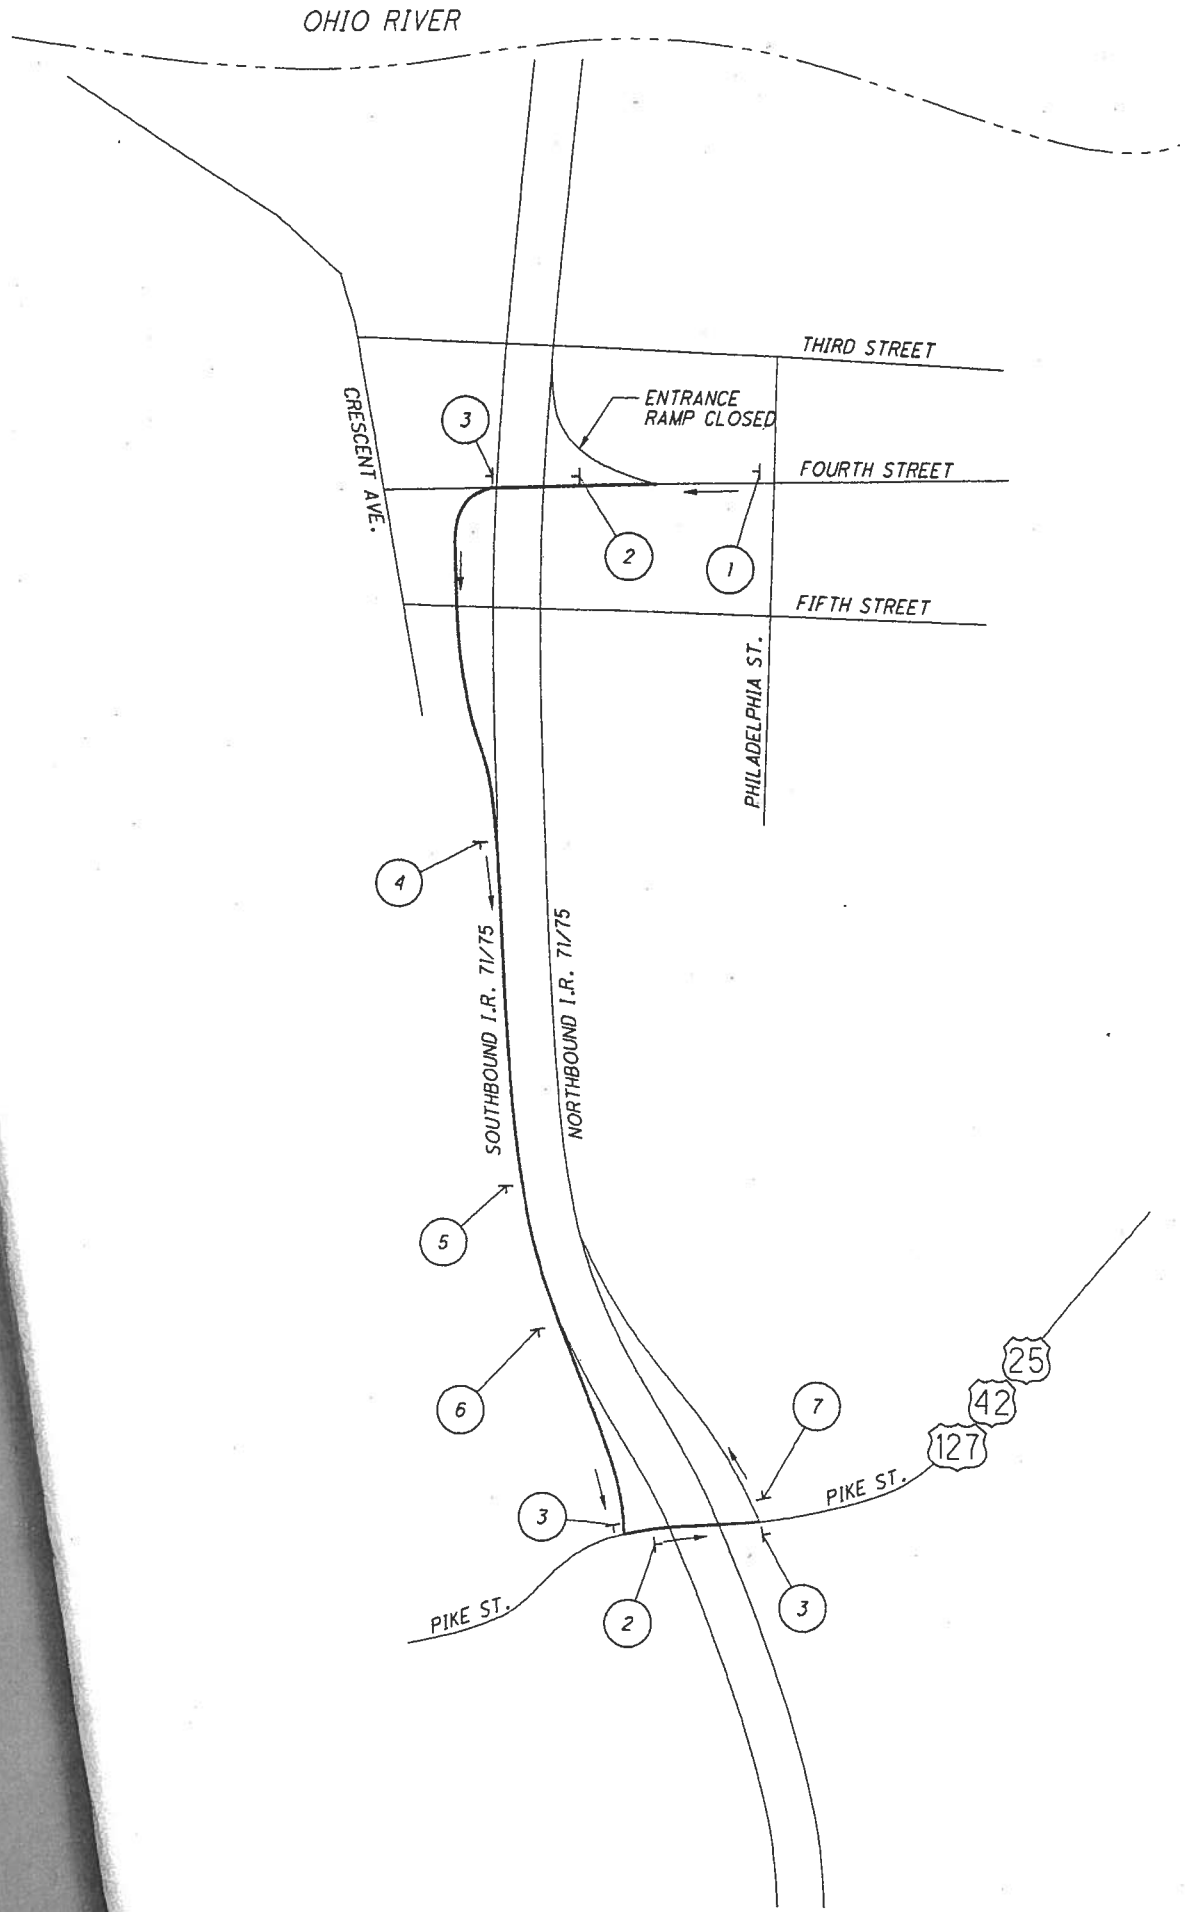 OHIO RIVER
THIRD STREET
ENTRANCE
RAMP CLOSED
3
CRESCENT AVE.
FOURTH STREET
2
1
FIFTH STREET
PHILADELPHIA ST.
4
SOUTHBOUND I.R. 71/75
NORTHBOUND I.R. 71/75
5
25
42
127
6
7
PIKE ST.
3
3
2
PIKE ST.